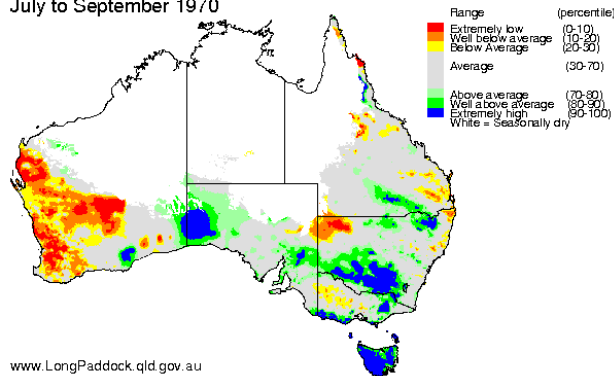 July to September 1970
Range (percentile)
Extremely low (0-10)
Well below average (10-20)
Below Average (20-30)
Average (30-70)
Above average (70-80)
Well above average (80-90)
Extremely high (90-100)
White = Seasonally dry
www.LongPaddock.qld.gov.au